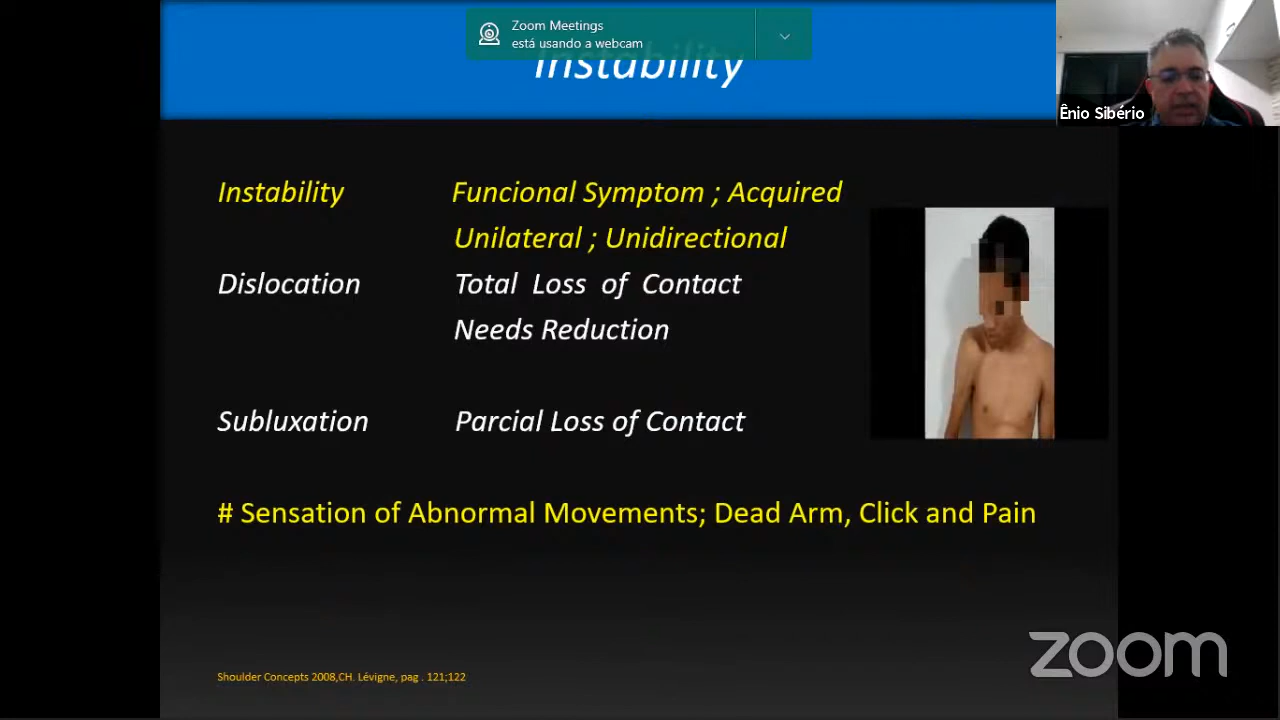 Zoom Meetings
está usando a webcam
Instability
Ênio Sibério
Instability Funcional Symptom ; Acquired
Unilateral ; Unidirectional
Dislocation Total Loss of Contact
Needs Reduction
Subluxation Parcial Loss of Contact
# Sensation of Abnormal Movements; Dead Arm, Click and Pain
zoom
Shoulder Concepts 2008,CH. Lévigne, pag . 121;122